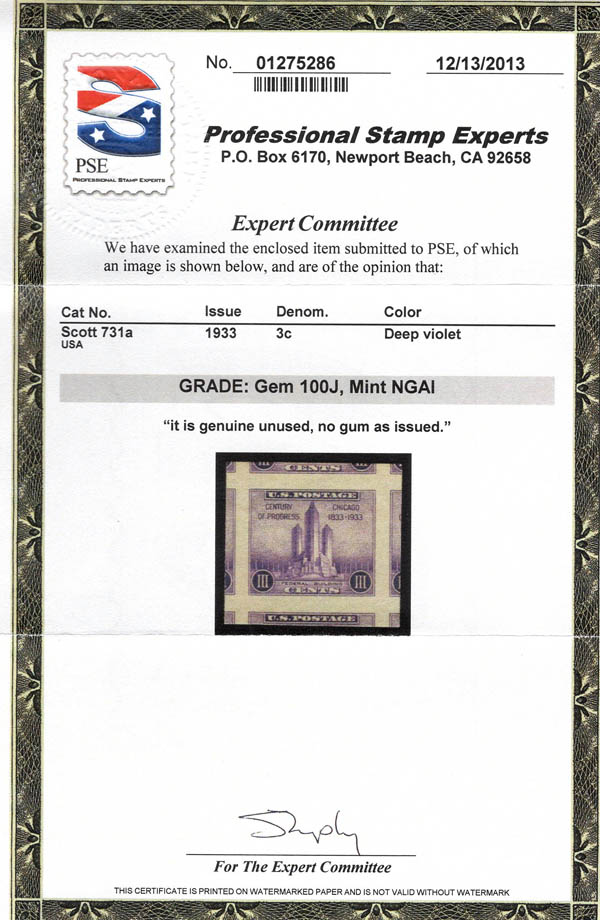 No. 01275286 12/13/2013
PSE
PROFESSIONAL STAMP EXPERTS
Professional Stamp Experts
P.O. Box 6170, Newport Beach, CA 92658
Expert Committee
We have examined the enclosed item submitted to PSE, of which
an image is shown below, and are of the opinion that:
Cat No. Issue Denom. Color
Scott 731a 1933 3c Deep violet
USA
GRADE: Gem 100J, Mint NGAI
“it is genuine unused, no gum as issued.”
III CENTS III
U.S. POSTAGE
CENTURY CHICAGO
OF PROGRESS 1833-1933
FEDERAL BUILDING
III CENTS III
U.S. POSTAGE
For The Expert Committee
THIS CERTIFICATE IS PRINTED ON WATERMARKED PAPER AND IS NOT VALID WITHOUT WATERMARK